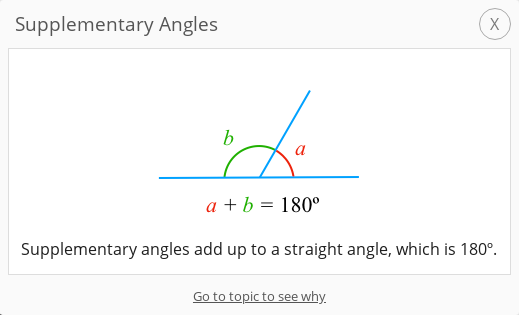 Supplementary Angles
X
b
a
a + b = 180º
Supplementary angles add up to a straight angle, which is 180º.
Go to topic to see why